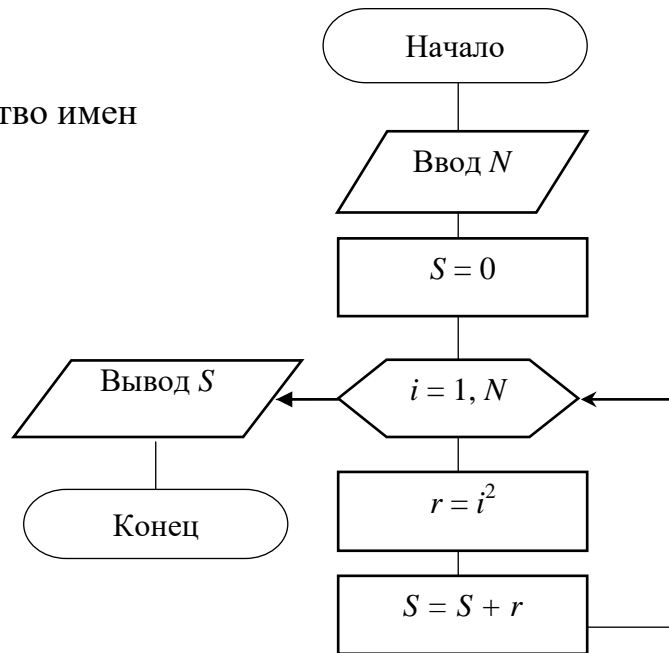 Начало
тво имен
Ввод N
S = 0
Вывод S
i = 1, N
r = i²
Конец
S = S + r